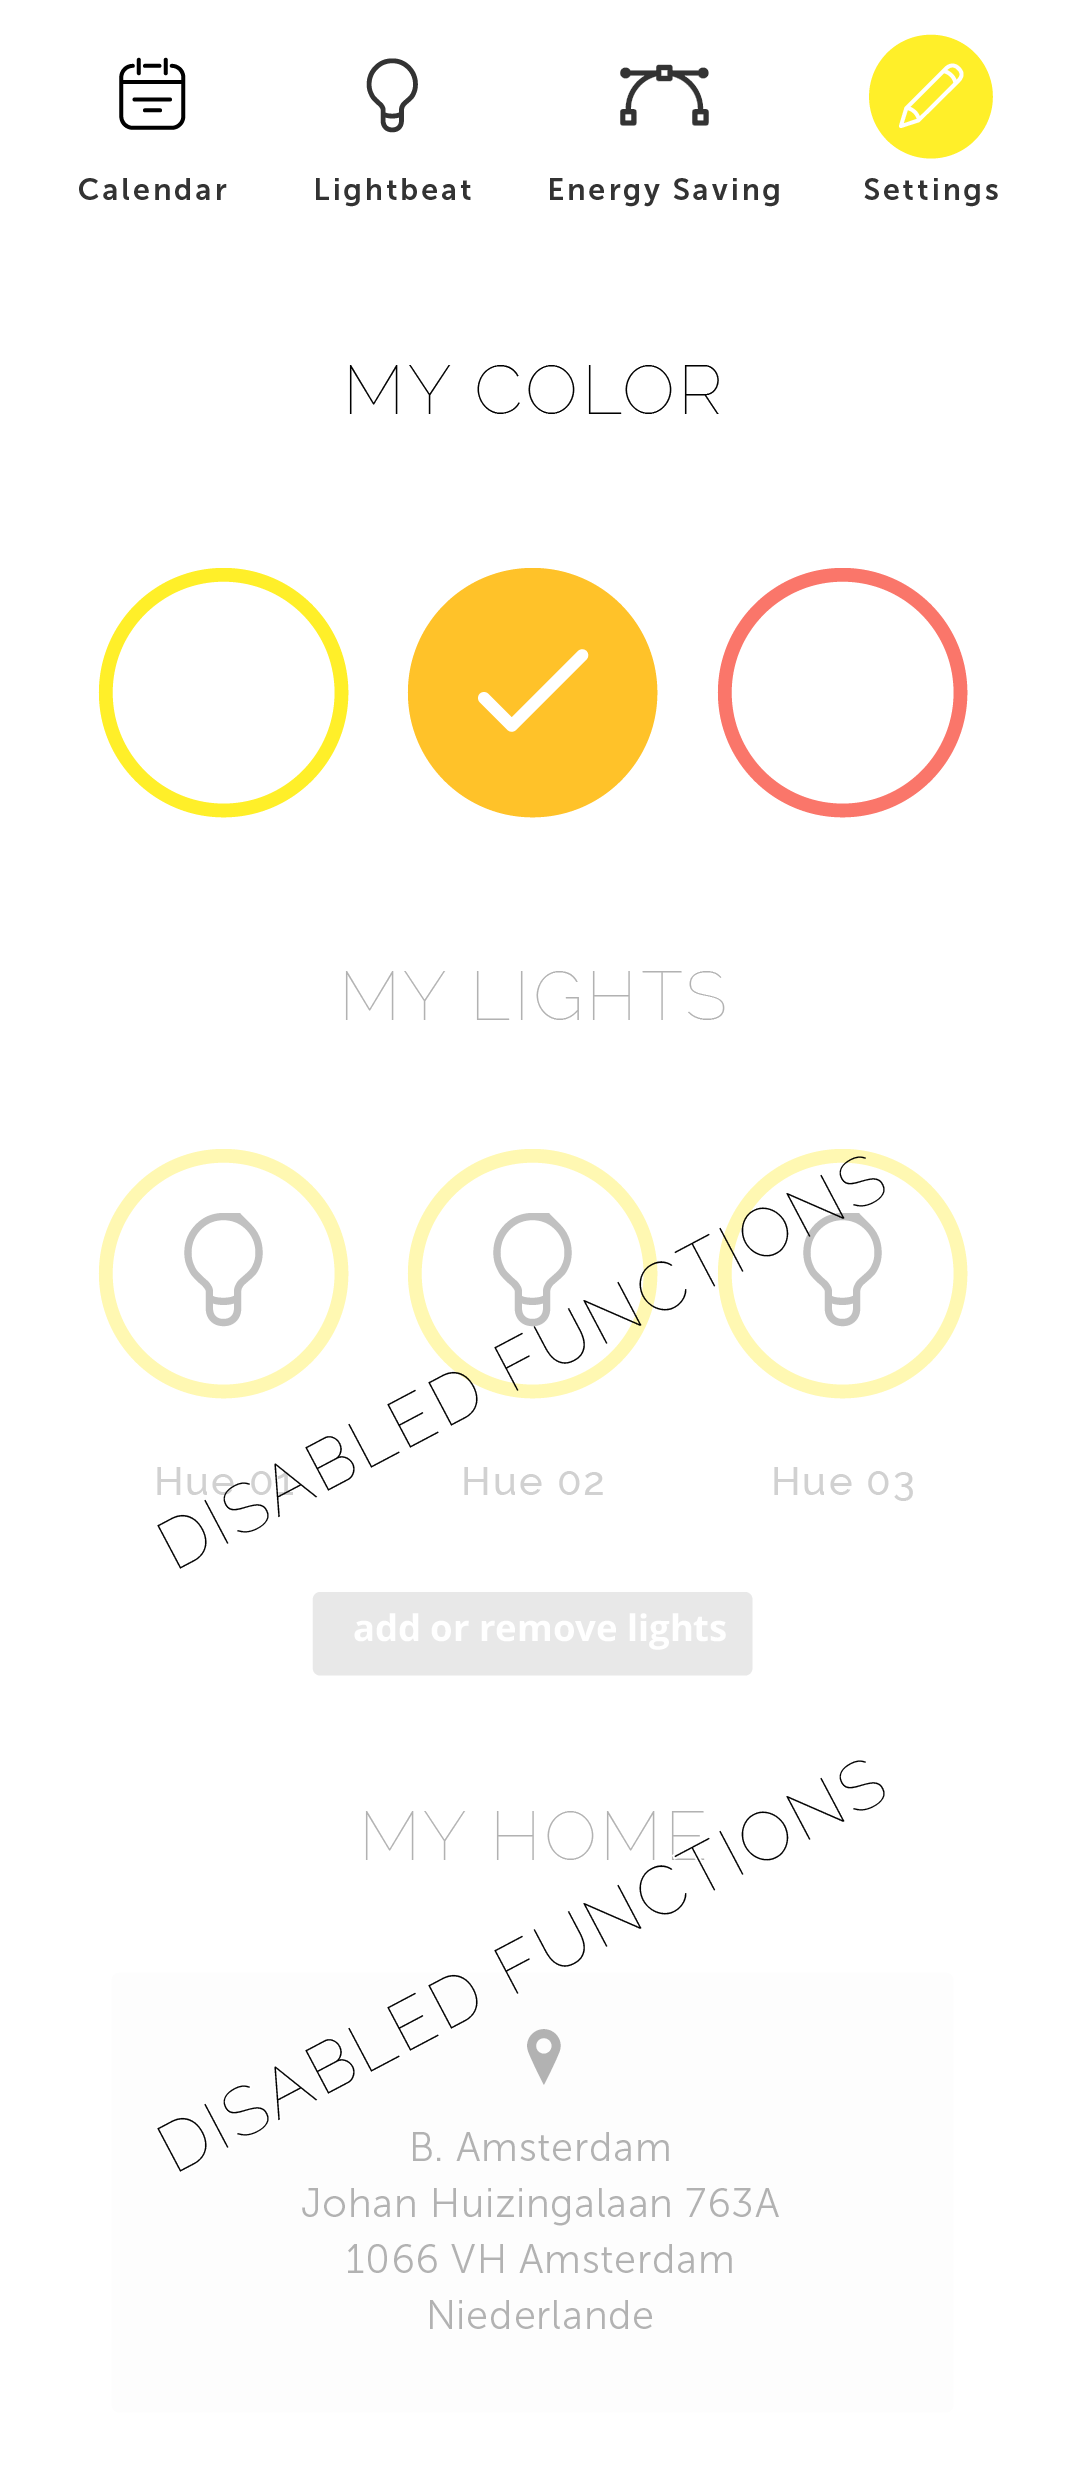 Calendar Lightbeat Energy Saving Settings
MY COLOR
MY LIGHTS
DISABLED FUNCTIONS
Hue 01 Hue 02 Hue 03
add or remove lights
MY HOME
DISABLED FUNCTIONS
B. Amsterdam
Johan Huizingalaan 763A
1066 VH Amsterdam
Niederlande